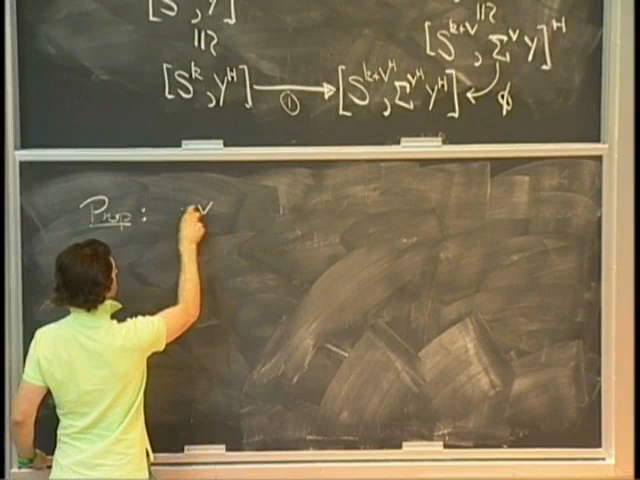 [S , Y]
≅
≅
[S^{k+V}, Σ^V Y]^H
[S^k, Y^H] → [S^{k+V^H}, Σ^{V^H} Y^H] ← φ
①
Prop: V